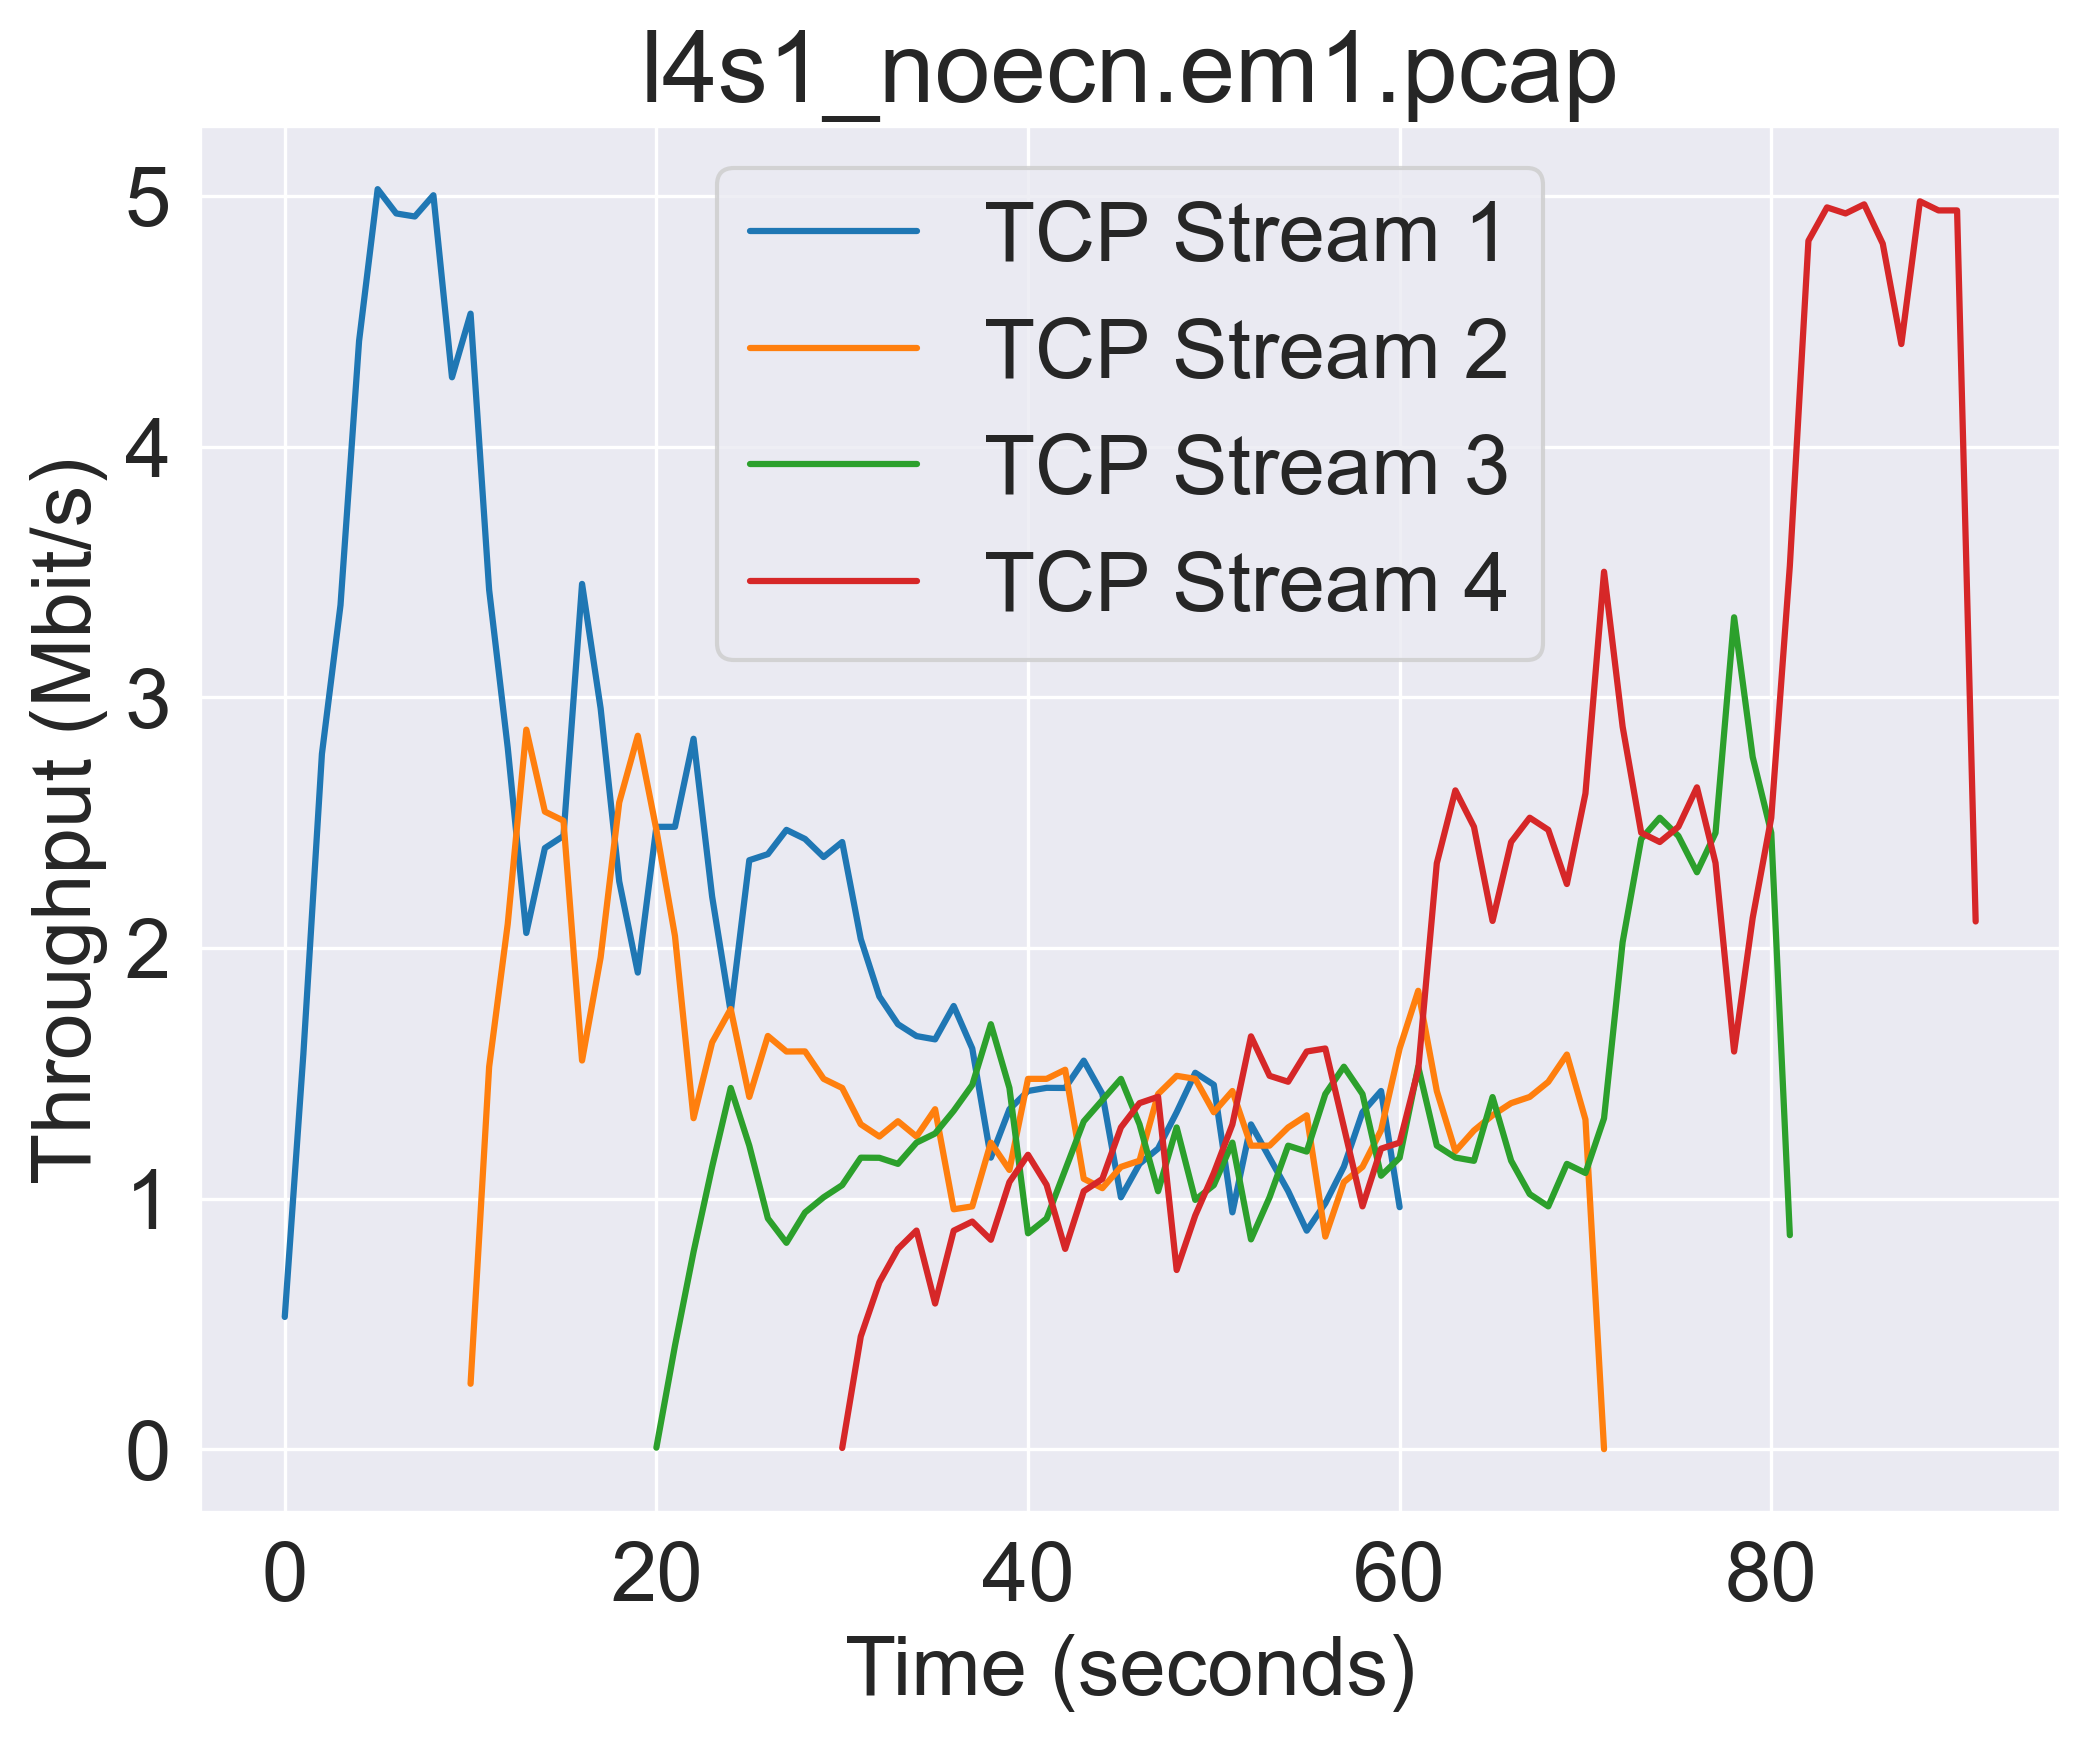 l4s1_noecn.em1.pcap
Throughput (Mbit/s)
5
4
3
2
1
0
TCP Stream 1
TCP Stream 2
TCP Stream 3
TCP Stream 4
0 20 40 60 80
Time (seconds)